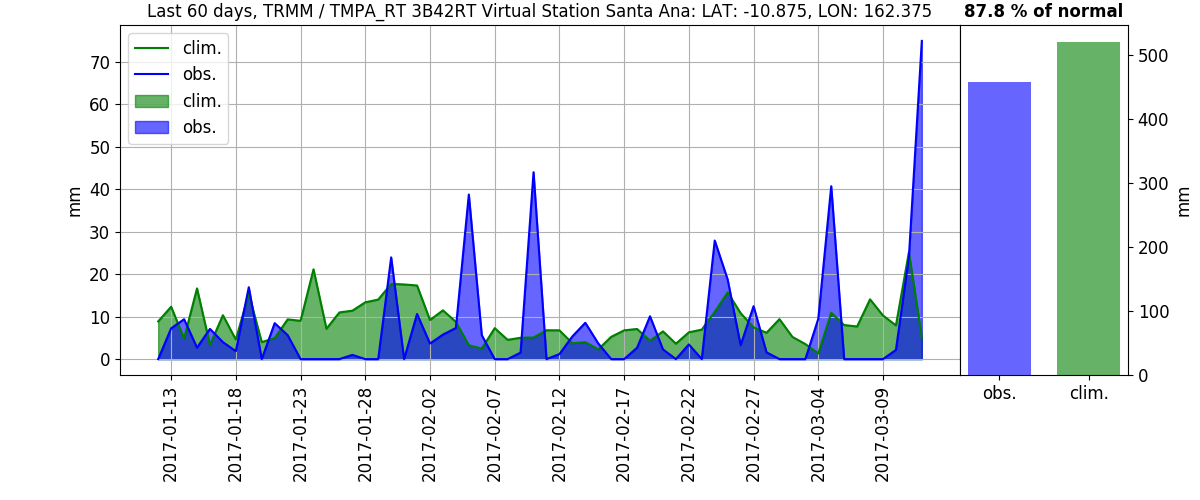 Last 60 days, TRMM / TMPA_RT 3B42RT Virtual Station Santa Ana: LAT: -10.875, LON: 162.375
87.8 % of normal
clim.
obs.
clim.
obs.
mm
70
60
50
40
30
20
10
0
2017-01-13
2017-01-18
2017-01-23
2017-01-28
2017-02-02
2017-02-07
2017-02-12
2017-02-17
2017-02-22
2017-02-27
2017-03-04
2017-03-09
500
400
300
200
100
0
mm
obs.
clim.